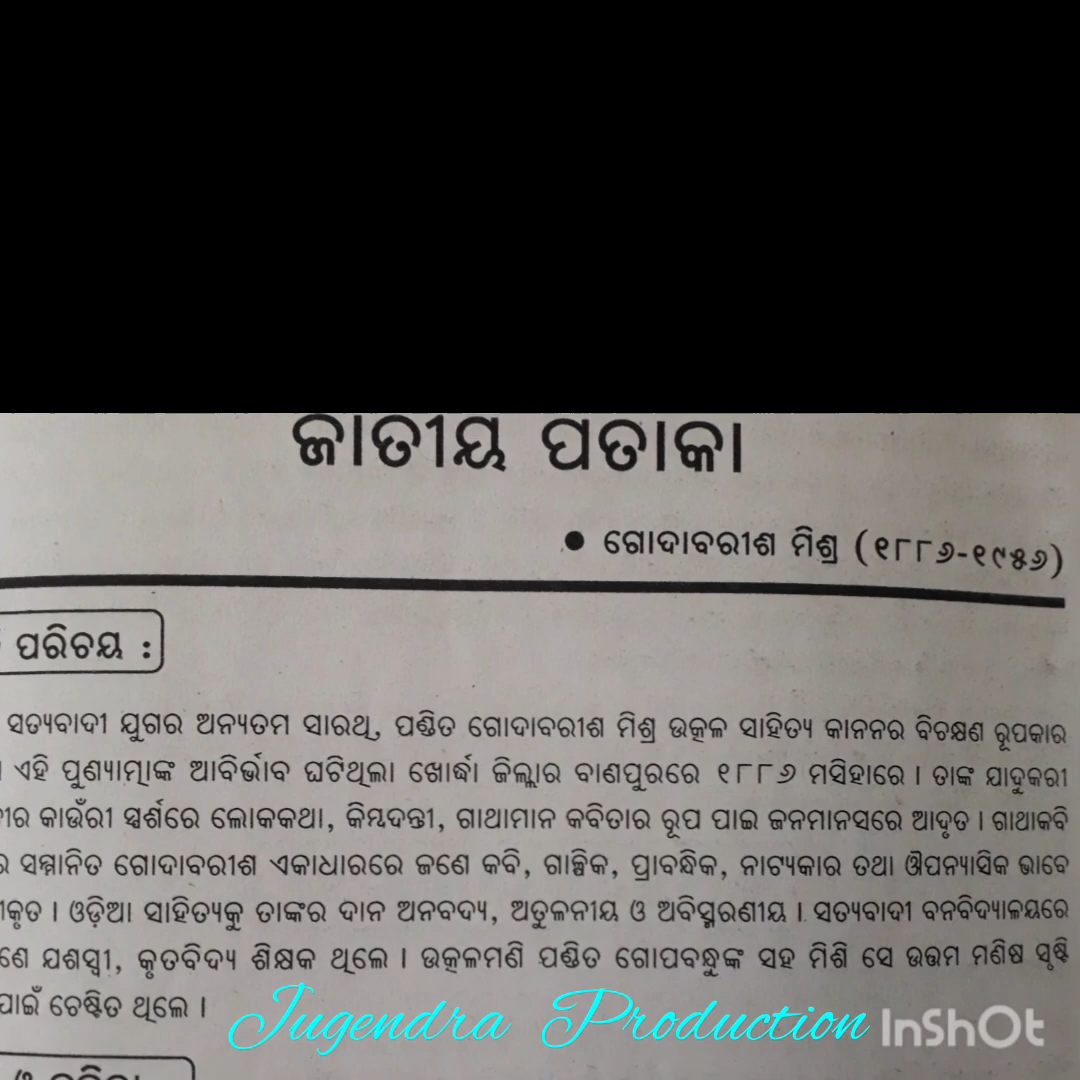 ଜାତୀୟ ପତାକା
• ଗୋଦାବରୀଶ ମିଶ୍ର (୧୮୮୬-୧୯୫୬)
ପରିଚୟ :
ସତ୍ୟବାଦୀ ଯୁଗର ଅନ୍ୟତମ ସାରଥି, ପଣ୍ଡିତ ଗୋଦାବରୀଶ ମିଶ୍ର ଉତ୍କଳ ସାହିତ୍ୟ କାନନର ବିଚକ୍ଷଣ ରୂପକାର
। ଏହି ପୁଣ୍ୟାତ୍ମାଙ୍କ ଆବିର୍ଭାବ ଘଟିଥିଲା ଖୋର୍ଦ୍ଧା ଜିଲ୍ଲାର ବାଣପୁରରେ ୧୮୮୬ ମସିହାରେ । ତାଙ୍କ ଯାଦୁକରୀ
କାଉଁରୀ ସ୍ପର୍ଶରେ ଲୋକକଥା, କିମ୍ବଦନ୍ତୀ, ଗାଥାମାନ କବିତାର ରୂପ ପାଇ ଜନମାନସରେ ଆଦୃତ । ଗାଥାକବି
ସମ୍ମାନିତ ଗୋଦାବରୀଶ ଏକାଧାରରେ ଜଣେ କବି, ଗାଳ୍ପିକ, ପ୍ରାବନ୍ଧିକ, ନାଟ୍ୟକାର ତଥା ଔପନ୍ୟାସିକ ଭାବେ
। ଓଡ଼ିଆ ସାହିତ୍ୟକୁ ତାଙ୍କର ଦାନ ଅନବଦ୍ୟ, ଅତୁଳନୀୟ ଓ ଅବିସ୍ମରଣୀୟ । ସତ୍ୟବାଦୀ ବନବିଦ୍ୟାଳୟରେ
ଯଶସ୍ୱୀ, କୃତବିଦ୍ୟ ଶିକ୍ଷକ ଥିଲେ । ଉତ୍କଳମଣି ପଣ୍ଡିତ ଗୋପବନ୍ଧୁଙ୍କ ସହ ମିଶି ସେ ଉତ୍ତମ ମଣିଷ ସୃଷ୍ଟି
ପାଇଁ ଚେଷ୍ଟିତ ଥିଲେ ।
Jugendra Production InShOt